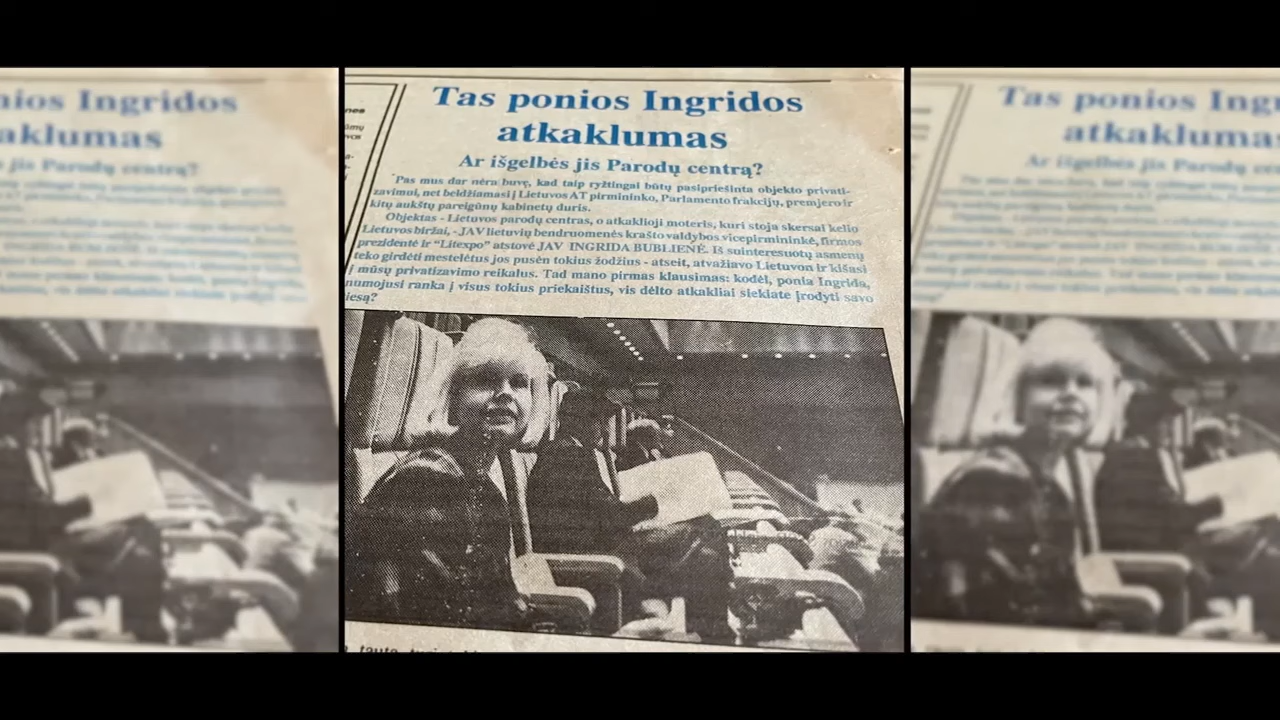 Tas ponios Ingridos
atkaklumas
Ar išgelbės jis Parodų centrą?
Pas mus dar nėra buvę, kad taip ryžtingai būtų pasipriešinta objekto privati-
zavimui, net beldžiamasi į Lietuvos AT pirmininko, Parlamento frakcijų, premjero ir
kitų aukštų pareigūnų kabinetų duris.
Objektas - Lietuvos parodų centras, o atkaklioji moteris, kuri stoja skersai kelio
Lietuvos biržai, - JAV lietuvių bendruomenės krašto valdybos vicepirmininkė, firmos
prezidentė ir "Litexpo" atstovė JAV INGRIDA BUBLIENĖ. Iš suinteresuotų asmenų
teko girdėti mestelėtus jos pusėn tokius žodžius - atseit, atvažiavo Lietuvon ir kišasi
į mūsų privatizavimo reikalus. Tad mano pirmas klausimas: kodėl, ponia Ingrida,
numojusi ranka į visus tokius priekaištus, vis dėlto atkakliai siekiate įrodyti savo
iesą?